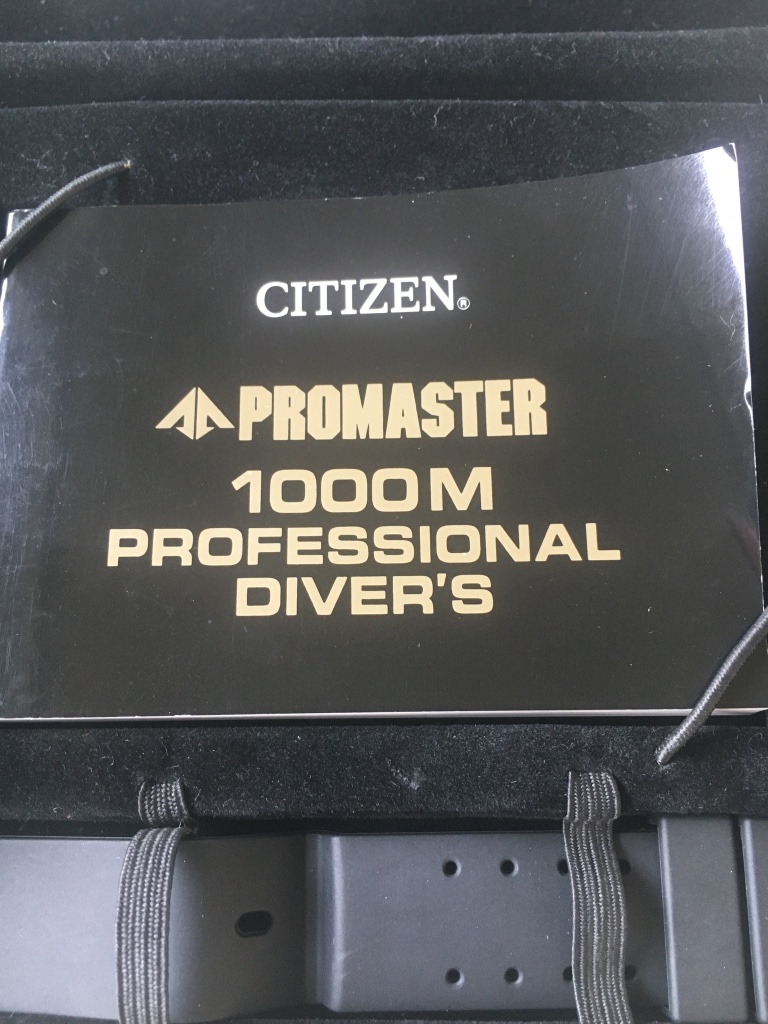 CITIZEN®
PROMASTER
1000M
PROFESSIONAL
DIVER'S